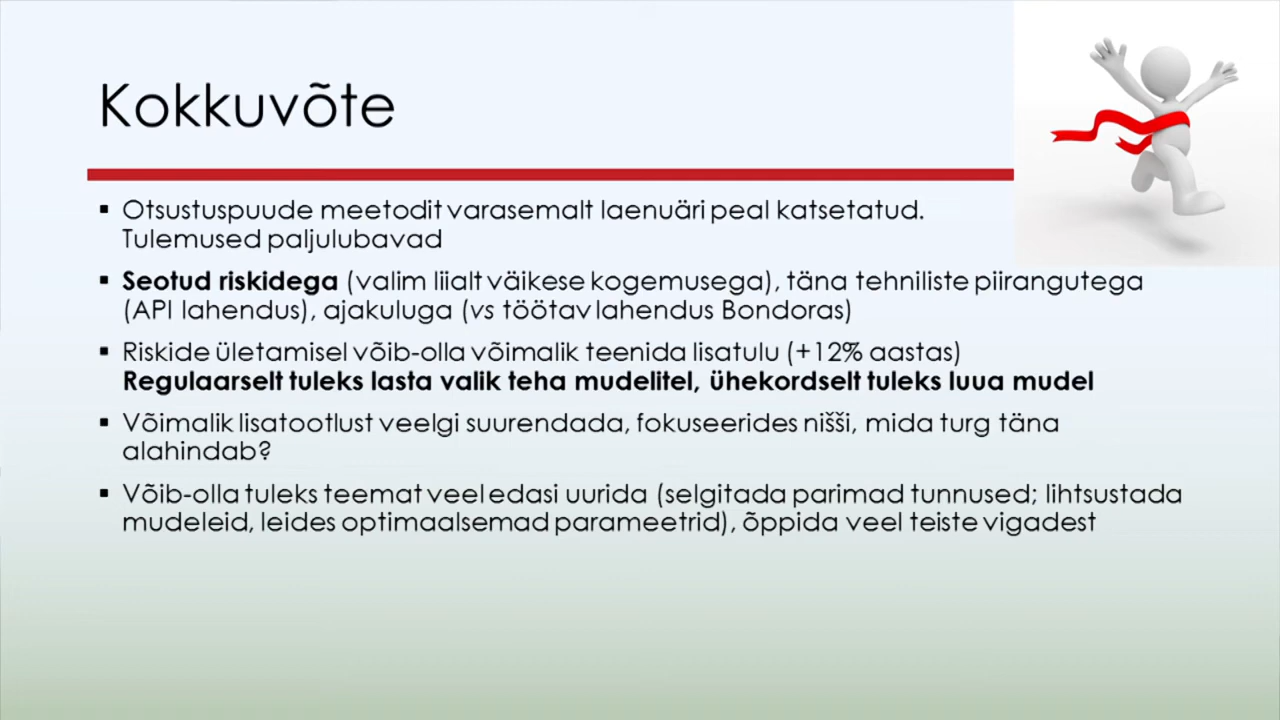 Kokkuvõte
▪ Otsustuspuude meetodit varasemalt laenuäri peal katsetatud.
Tulemused paljulubavad
▪ Seotud riskidega (valim liialt väikese kogemusega), täna tehniliste piirangutega
(API lahendus), ajakuluga (vs töötav lahendus Bondoras)
▪ Riskide ületamisel võib-olla võimalik teenida lisatulu (+12% aastas)
Regulaarselt tuleks lasta valik teha mudelitel, ühekordselt tuleks luua mudel
▪ Võimalik lisatootlust veelgi suurendada, fokuseerides nišši, mida turg täna
alahindab?
▪ Võib-olla tuleks teemat veel edasi uurida (selgitada parimad tunnused; lihtsustada
mudeleid, leides optimaalsemad parameetrid), õppida veel teiste vigadest